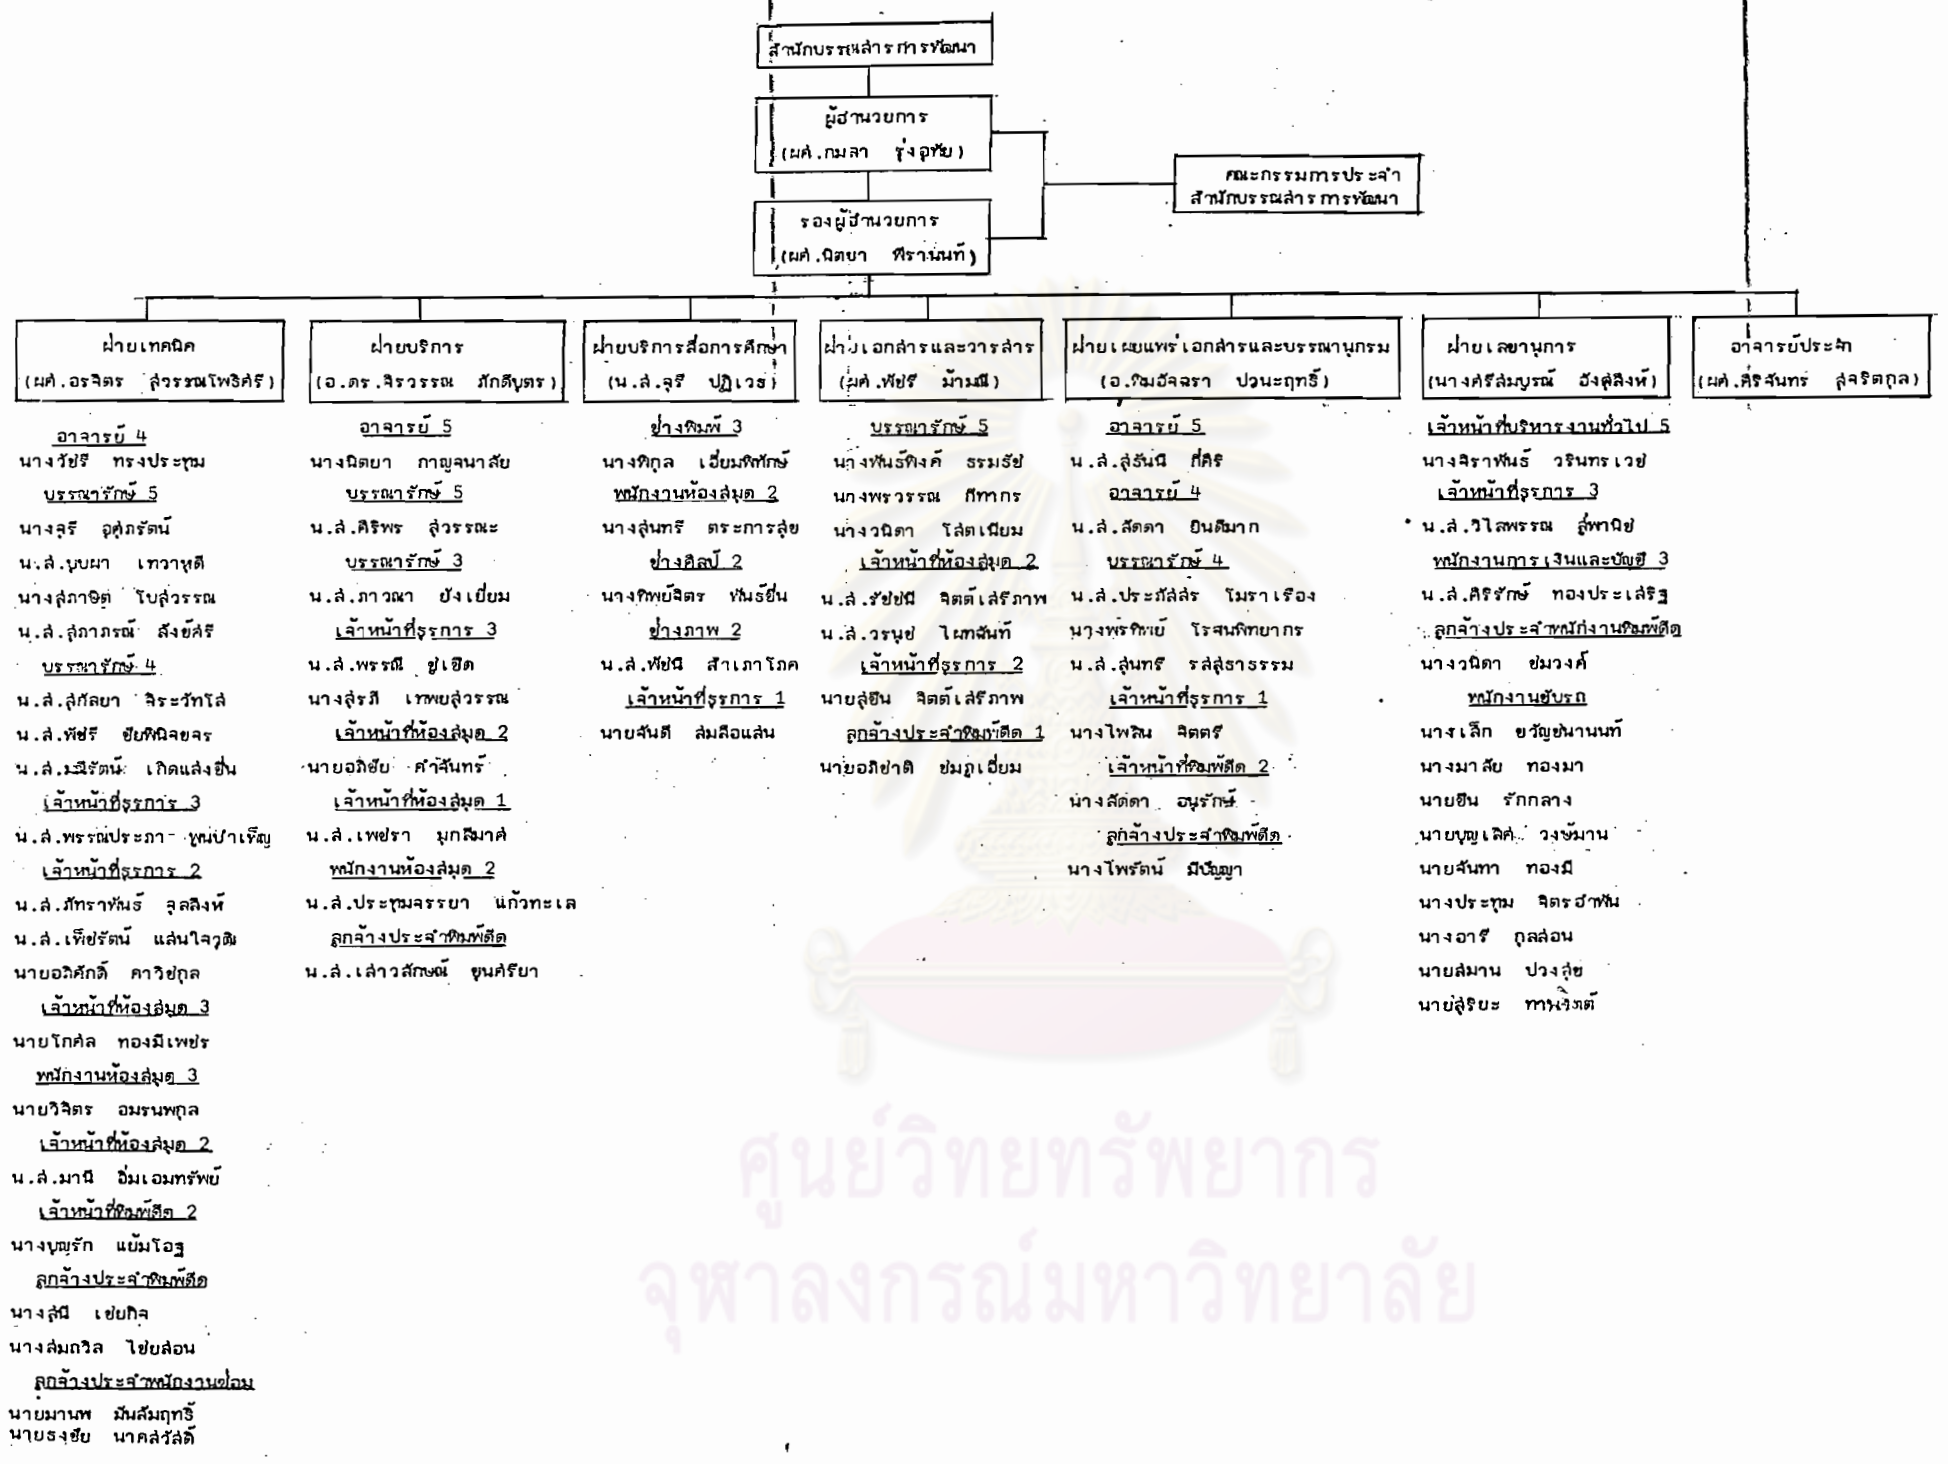 สำนักบรรณสารการพัฒนา
ผู้อำนวยการ
(ผศ.กมลา รุ่งอุทัย)
คณะกรรมการประจำ
สำนักบรรณสารการพัฒนา
รองผู้อำนวยการ
(ผศ.นิตยา พีรานนท์)
ฝ่ายเทคนิค
(ผศ.อรจิตร สุวรรณโพธิ์ศรี)
อาจารย์ 4
นางวัชรี ทรงประทุม
บรรณารักษ์ 5
นางจุรี อุศุภรัตน์
น.ส.บุบผา เทวาหุดี
นางสุภาษิต โบสุวรรณ
น.ส.สุภาภรณ์ สังข์ศรี
บรรณารักษ์ 4
น.ส.สุกัลยา จิระวัทโส
น.ส.พัชรี ชัยพินิจขจร
น.ส.มณีรัตน์ เกิดแสงชื่น
เจ้าหน้าที่ธุรการ 3
น.ส.พรรณประภา พูนบำเพ็ญ
เจ้าหน้าที่ธุรการ 2
น.ส.ภัทราพันธ์ จุลสิงห์
น.ส.เพ็ชรัตน์ แสนใจวุฒิ
นายอภิศักดิ์ คาวิชกุล
เจ้าหน้าที่ห้องสมุด 3
นายโกศล ทองมีเพชร
พนักงานห้องสมุด 3
นายวิจิตร อมรนพกุล
เจ้าหน้าที่ห้องสมุด 2
น.ส.มานี อิ่มเอมทรัพย์
เจ้าหน้าที่พิมพ์ดีด 2
นางบุญรัก แย้มโอฐ
ลูกจ้างประจำพิมพ์ดีด
นางสุนี เชยกิจ
นางสมถวิล ไชยสอน
ลูกจ้างประจำพนักงานซ่อม
นายมานพ มั่นสัมฤทธิ์
นายธงชัย นาคสวัสดิ์
ฝ่ายบริการ
(อ.ดร.จิรวรรณ ภักดีบุตร)
อาจารย์ 5
นางนิตยา กาญจนาลัย
บรรณารักษ์ 5
น.ส.ศิริพร สุวรรณะ
บรรณารักษ์ 3
น.ส.ภาวณา ยังเยี่ยม
เจ้าหน้าที่ธุรการ 3
น.ส.พรรณี ชูเชิด
นางสุรภี เทพยสุวรรณ
เจ้าหน้าที่ห้องสมุด 2
นายอภิชัย คำจันทร์
เจ้าหน้าที่ห้องสมุด 1
น.ส.เพชรา มุกสิมาศ
พนักงานห้องสมุด 2
น.ส.ประทุมจรรยา แก้วทะเล
ลูกจ้างประจำพิมพ์ดีด
น.ส.เสาวลักษณ์ ขุนศรียา
ฝ่ายบริการสื่อการศึกษา
(น.ส.จุรี ปฏิเวธ)
ช่างพิมพ์ 3
นางพิกุล เอี่ยมพิทักษ์
พนักงานห้องสมุด 2
นางสุนทรี ตระการสุข
ช่างศิลป์ 2
นางทิพย์จิตร พันธ์ยื่น
ช่างภาพ 2
น.ส.พัชนี สำเภาโภค
เจ้าหน้าที่ธุรการ 1
นายจันดี สมลือแสน
ฝ่ายเอกสารและวารสาร
(ผศ.พัชรี ม้ามณี)
บรรณารักษ์ 5
นางพันธ์พิงค์ ธรมธัช
นางพรวรรณ กีฑากร
นางวนิดา โสตเนียม
เจ้าหน้าที่ห้องสมุด 2
น.ส.รัชชนี จิตต์เสรีภาพ
น.ส.วรนุช ไผทฉันท์
เจ้าหน้าที่ธุรการ 2
นายสุชิน จิตต์เสรีภาพ
ลูกจ้างประจำพิมพ์ดีด 1
นายอภิชาติ ชมภูเอี่ยม
ฝ่ายเผยแพร่เอกสารและบรรณานุกรม
(อ.พิมอัจฉรา ปวนะฤทธิ์)
อาจารย์ 5
น.ส.สุธันนี กี่ศิริ
อาจารย์ 4
น.ส.ลัดดา ยินดีมาก
บรรณารักษ์ 4
น.ส.ประภัสสร โมราเรือง
นางพรทิพย์ โรจนพิทยากร
น.ส.สุนทรี รสสุธาธรรม
เจ้าหน้าที่ธุรการ 1
นางไพลิน จิตตรี
เจ้าหน้าที่พิมพ์ดีด 2
นางลัดดา อนุรักษ์
ลูกจ้างประจำพิมพ์ดีด
นางไพรัตน์ มีปัญญา
ฝ่ายเลขานุการ
(นางศรีสมบูรณ์ อังสุสิงห์)
เจ้าหน้าที่บริหารงานทั่วไป 5
นางจิราพันธ์ วรินทรเวช
เจ้าหน้าที่ธุรการ 3
น.ส.วิไลพรรณ สุ่พานิช
พนักงานการเงินและบัญชี 3
น.ส.ศิริรักษ์ ทองประเสริฐ
ลูกจ้างประจำพนักงานพิมพ์ดีด
นางวนิดา ชมวงศ์
พนักงานขับรถ
นางเล็ก ขวัญชนานนท์
นางมาลัย ทองมา
นายยืน รักกลาง
นายบุญเลิศ วงษ์มาน
นายจันทา ทองมี
นางประทุม จิตรอำพัน
นางอารี กุลสอน
นายสมาน ปวงสุข
นายสุริยะ
อาจารย์ประจำ
(ผศ.ศิริจันทร สุจริตกุล)
ศูนย์วิทยทรัพยากร
จุฬาลงกรณ์มหาวิทยาลัย